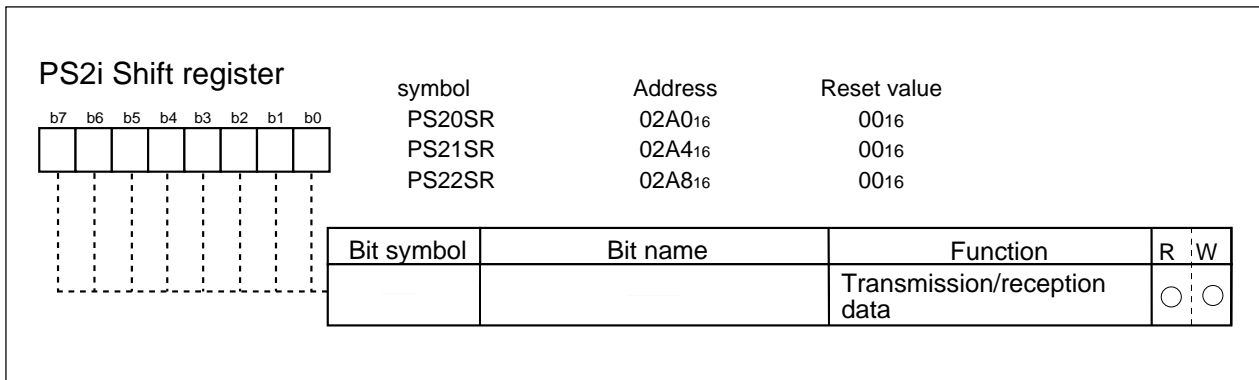 PS2i Shift register
b7 b6 b5 b4 b3 b2 b1 b0
symbol Address Reset value
PS20SR 02A016 0016
PS21SR 02A416 0016
PS22SR 02A816 0016
Bit symbol Bit name Function R W
Transmission/reception
data